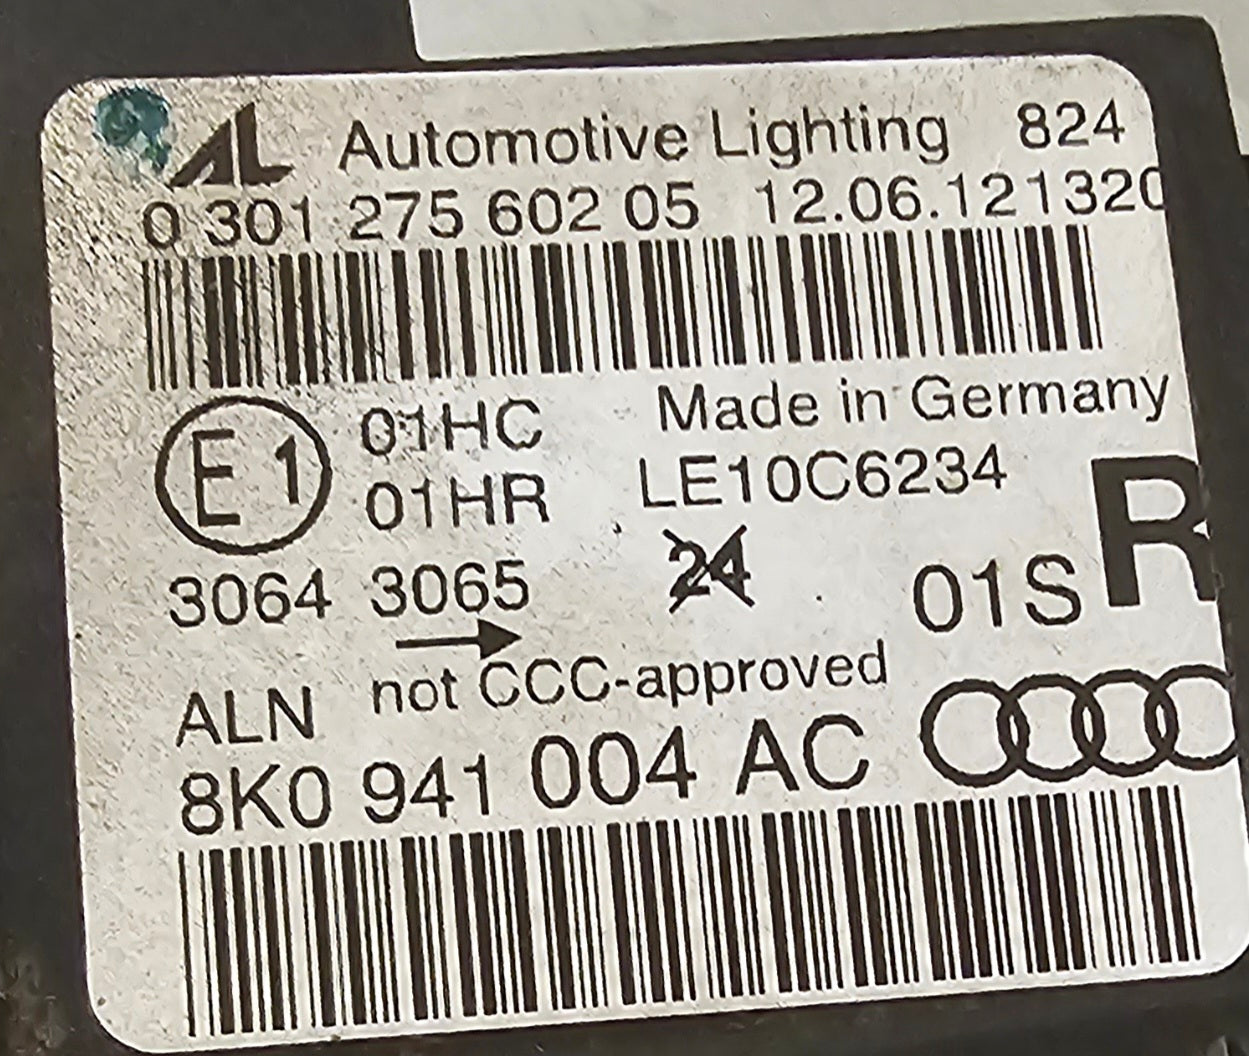 AL Automotive Lighting 824
0 301 275 602 05 12.06.121320
E1 01HC Made in Germany
01HR LE10C6234
3064 3065 24 01S R
not CCC-approved
ALN
8K0 941 004 AC